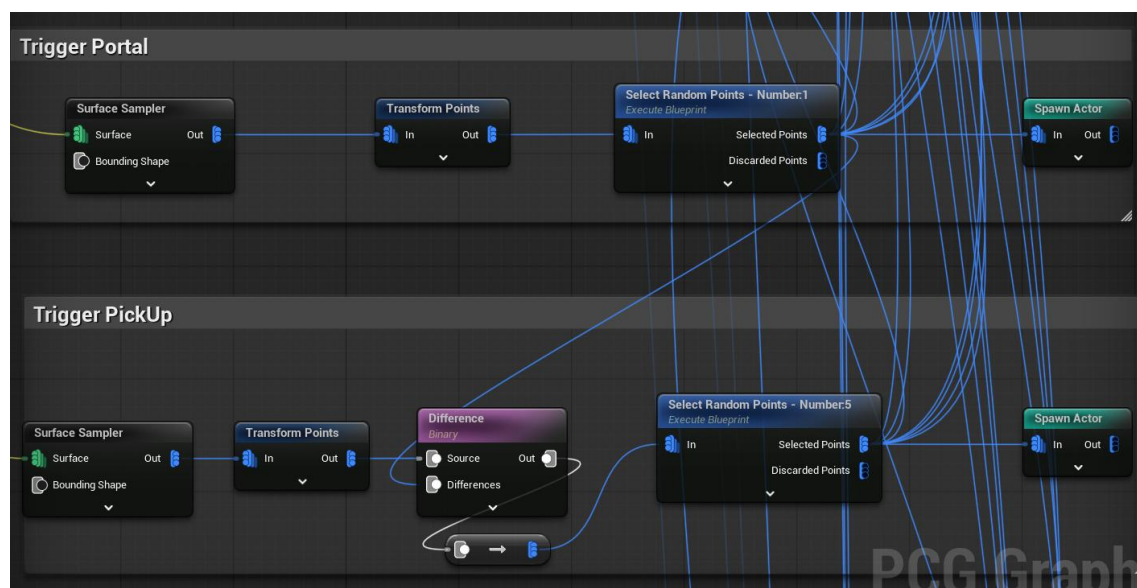 Trigger Portal
Surface Sampler
Surface
Out
Bounding Shape
Transform Points
In
Out
Select Random Points - Number:1
Execute Blueprint
In
Selected Points
Discarded Points
Spawn Actor
In
Out
Trigger PickUp
Surface Sampler
Surface
Out
Bounding Shape
Transform Points
In
Out
Difference
Binary
Source
Out
Differences
Select Random Points - Number:5
Execute Blueprint
In
Selected Points
Discarded Points
Spawn Actor
In
Out
PCG Graph